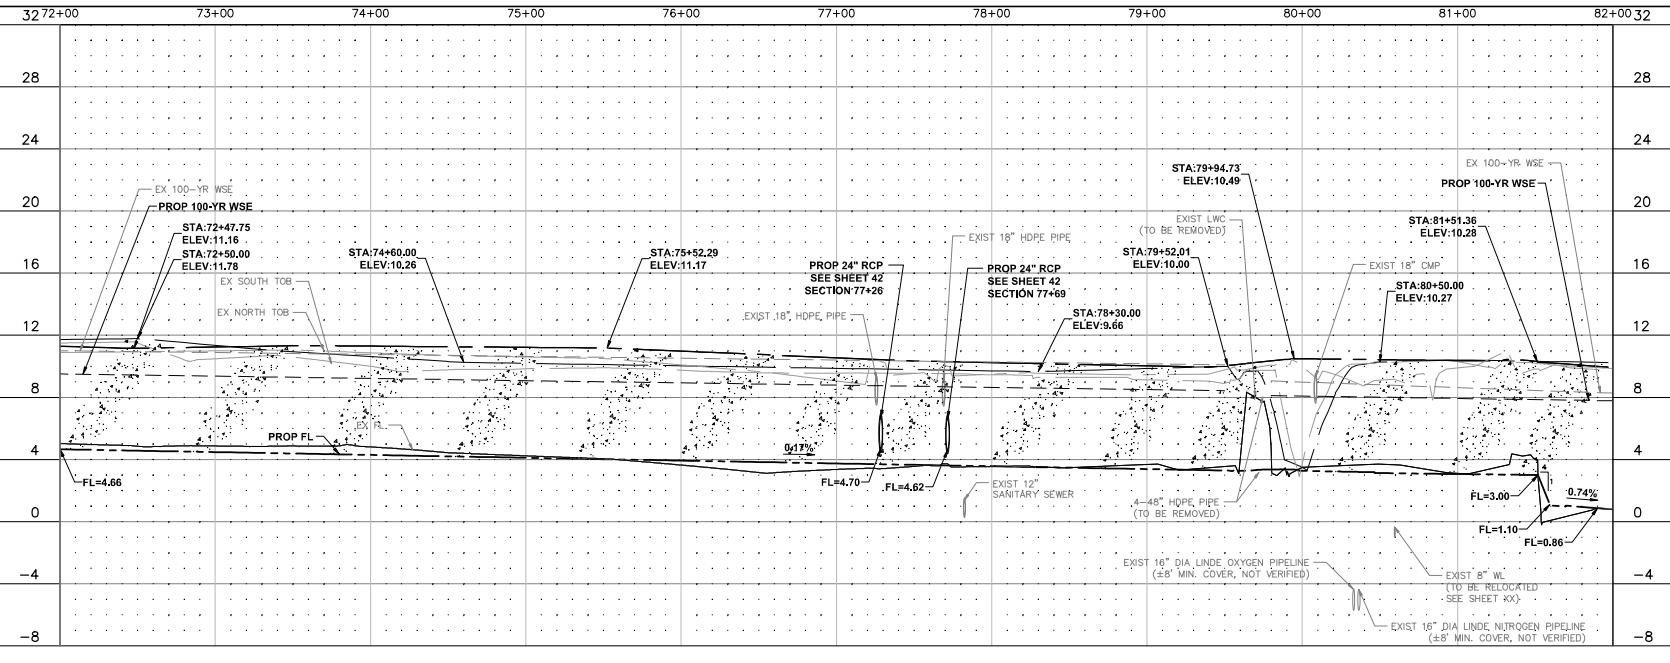 32 72+00 73+00 74+00 75+00 76+00 77+00 78+00 79+00 80+00 81+00 82+00 32
28 28
24 24
20 20
16 16
12 12
8 8
4 4
0 0
-4 -4
-8 -8
EX 100-YR WSE
PROP 100-YR WSE
STA:72+47.75
ELEV:11.16
STA:72+50.00
ELEV:11.78
EX SOUTH TOB
EX NORTH TOB
STA:74+60.00
ELEV:10.26
STA:75+52.29
ELEV:11.17
PROP 24" RCP
SEE SHEET 42
SECTION 77+26
EXIST 18" HDPE PIPE
EXIST 18" HDPE PIPE
PROP 24" RCP
SEE SHEET 42
SECTION 77+69
STA:78+30.00
ELEV:9.66
STA:79+94.73
ELEV:10.49
EXIST LWC
(TO BE REMOVED)
STA:79+52.01
ELEV:10.00
EXIST 18" CMP
STA:80+50.00
ELEV:10.27
EX 100-YR WSE
PROP 100-YR WSE
STA:81+51.36
ELEV:10.28
PROP FL
EX FL
0.17%
FL=4.66
FL=4.70
FL=4.62
EXIST 12"
SANITARY SEWER
4-48" HDPE PIPE
(TO BE REMOVED)
FL=3.00
1
0.74%
FL=1.10
FL=0.86
EXIST 16" DIA LINDE OXYGEN PIPELINE
(±8' MIN. COVER, NOT VERIFIED)
EXIST 8" WL
(TO BE RELOCATED
SEE SHEET XX)
EXIST 16" DIA LINDE NITROGEN PIPELINE
(±8' MIN. COVER, NOT VERIFIED)